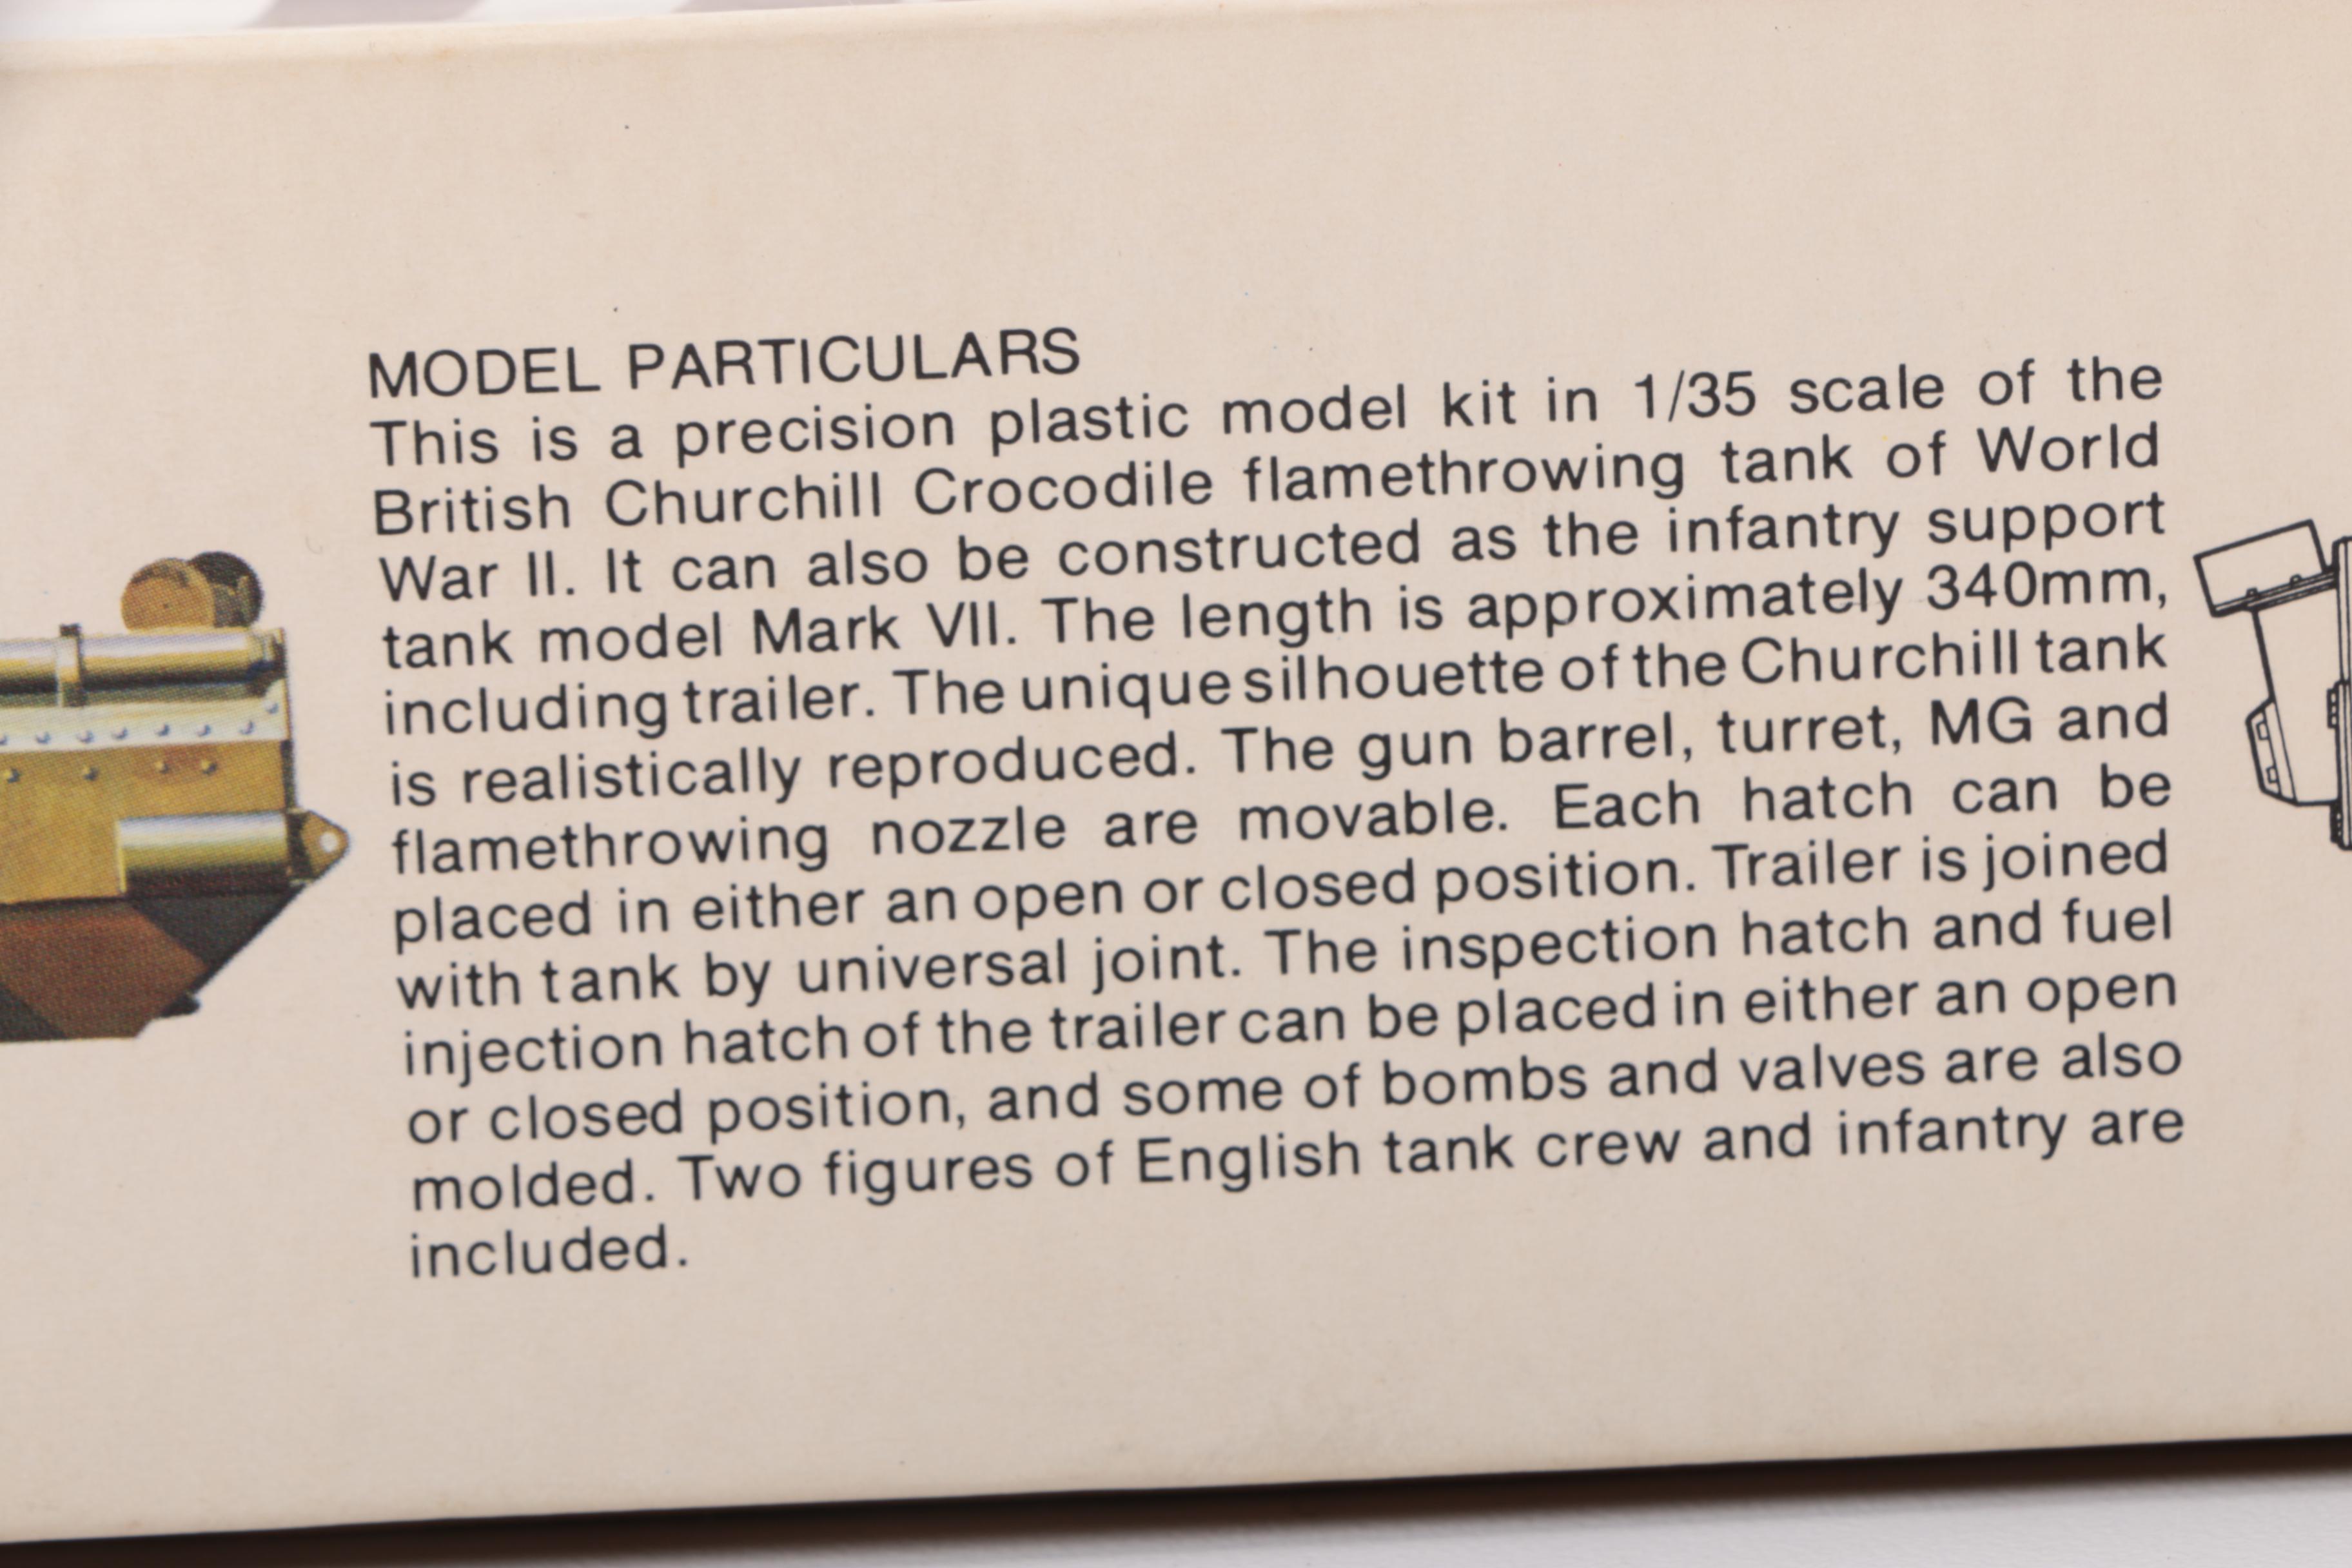 MODEL PARTICULARS
This is a precision plastic model kit in 1/35 scale of the
British Churchill Crocodile flamethrowing tank of World
War II. It can also be constructed as the infantry support
tank model Mark VII. The length is approximately 340mm,
including trailer. The unique silhouette of the Churchill tank
is realistically reproduced. The gun barrel, turret, MG and
flamethrowing nozzle are movable. Each hatch can be
placed in either an open or closed position. Trailer is joined
with tank by universal joint. The inspection hatch and fuel
injection hatch of the trailer can be placed in either an open
or closed position, and some of bombs and valves are also
molded. Two figures of English tank crew and infantry are
included.